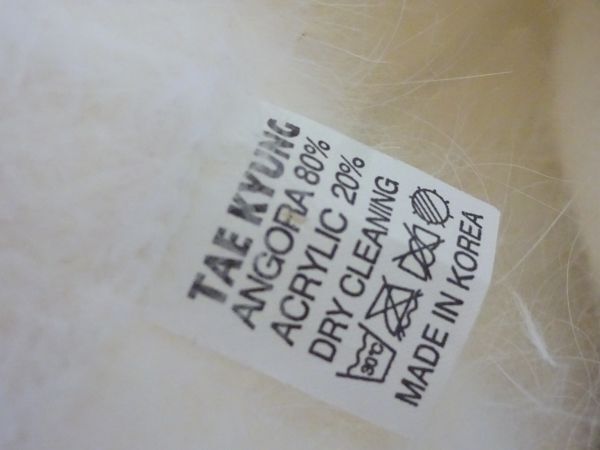 TAE KYUNG
ANGORA 80%
ACRYLIC 20%
DRY CLEANING
30℃
MADE IN KOREA